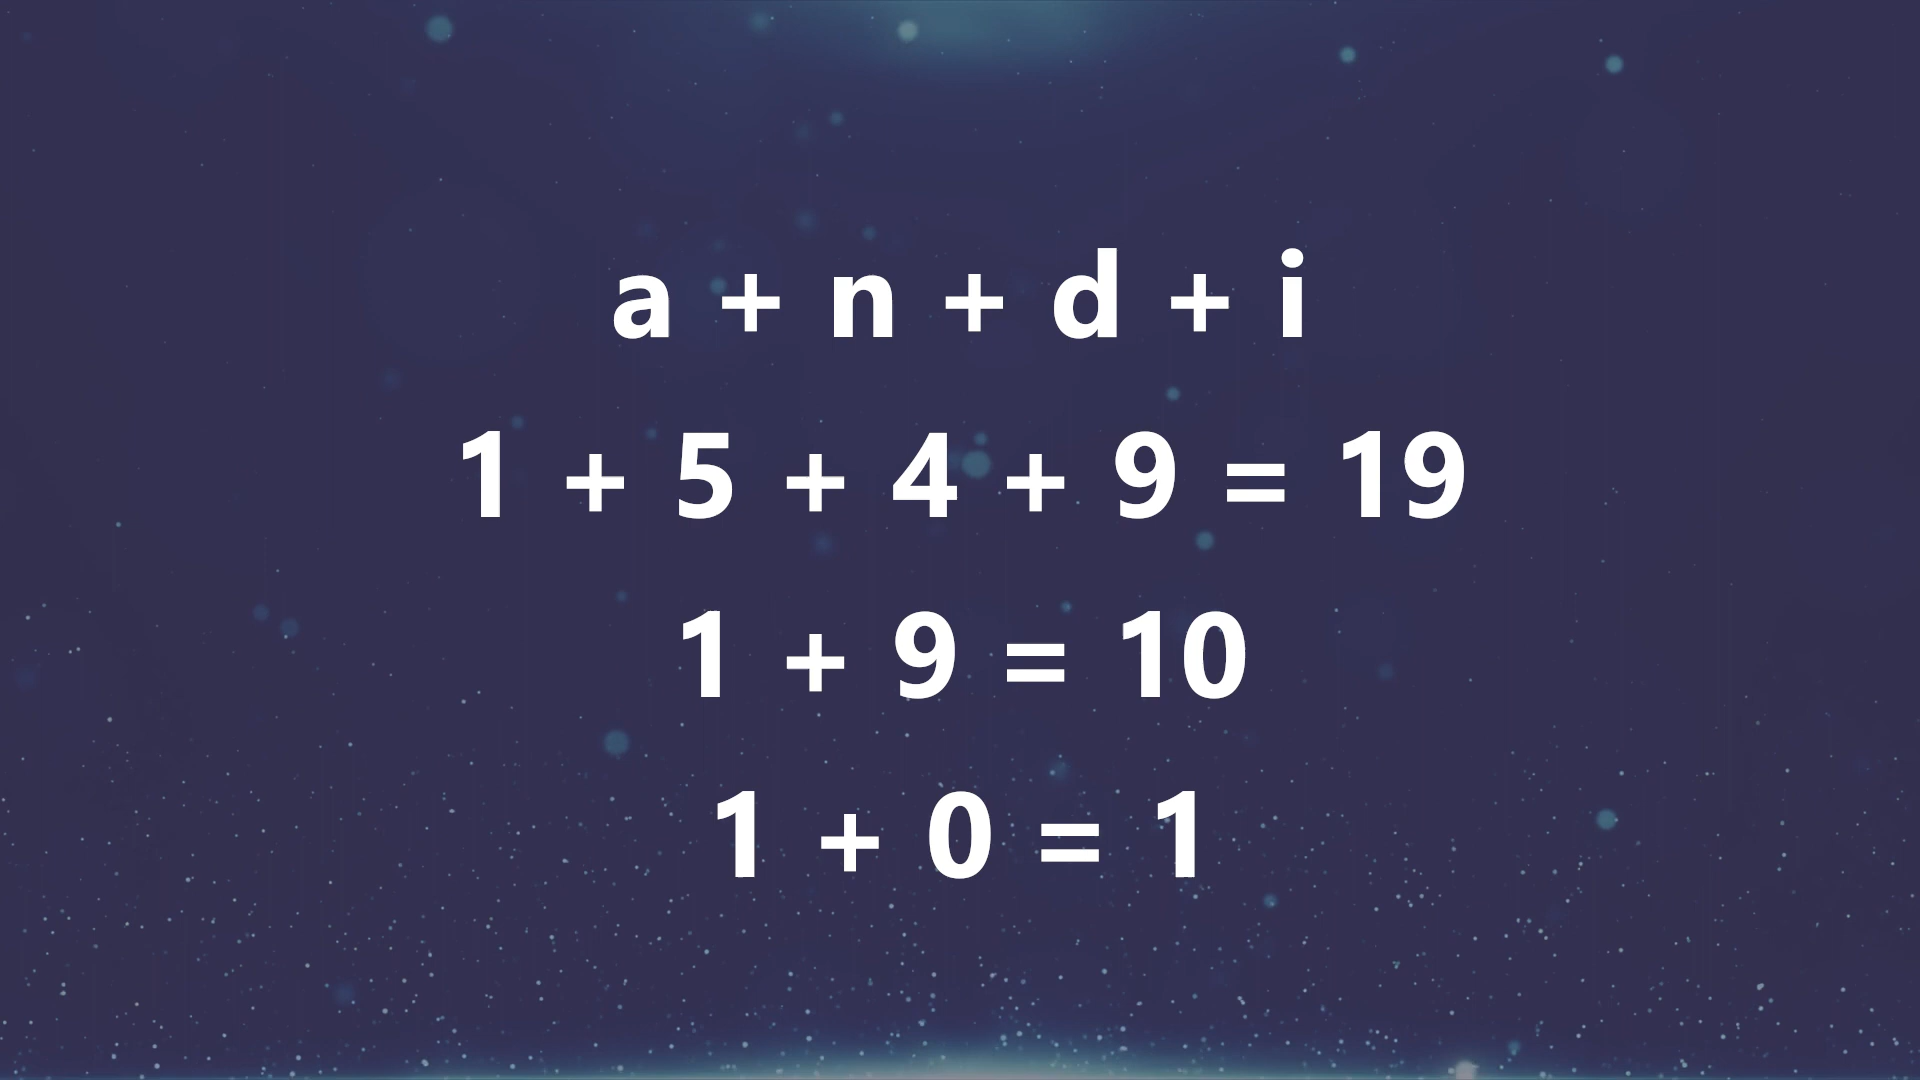 a + n + d + i
1 + 5 + 4 + 9 = 19
1 + 9 = 10
1 + 0 = 1